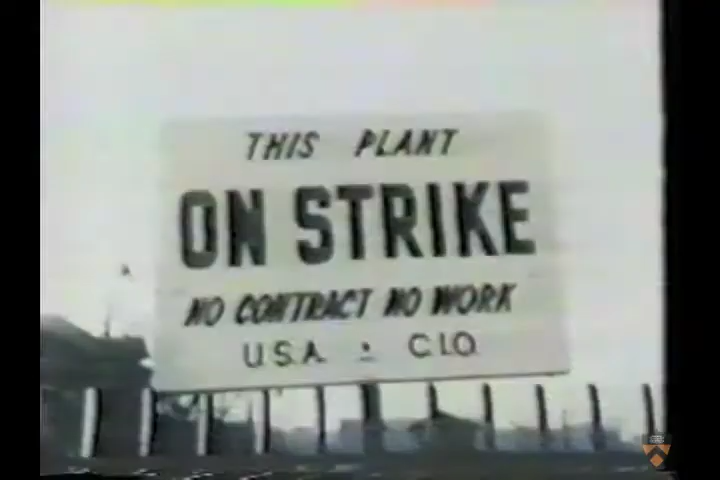 THIS PLANT
ON STRIKE
NO CONTRACT NO WORK
U.S.A. - C.I.O.